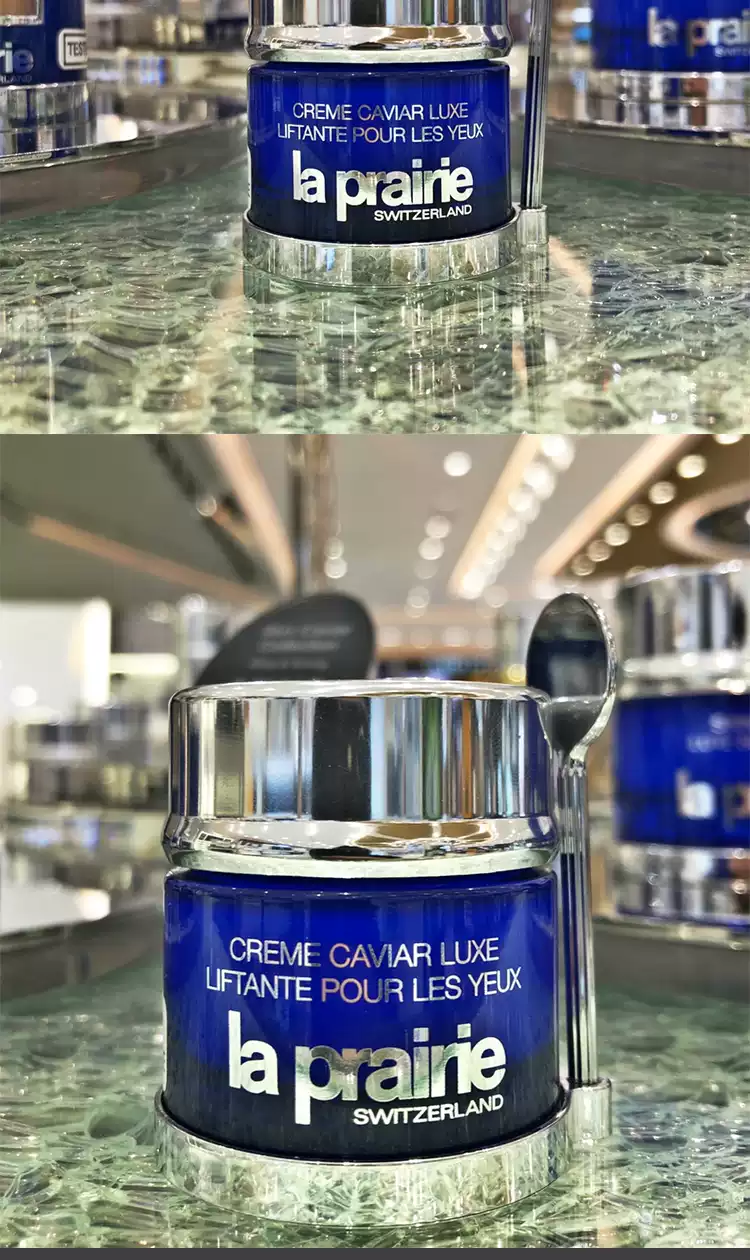 TEST
CREME CAVIAR LUXE
LIFTANTE POUR LES YEUX
la prairie
SWITZERLAND
CREME CAVIAR LUXE
LIFTANTE POUR LES YEUX
la prairie
SWITZERLAND